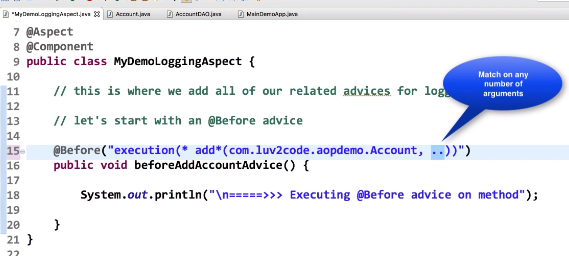 *MyDemoLoggingAspect.java Account.java AccountDAO.java MainDemoApp.java
7 @Aspect
8 @Component
9 public class MyDemoLoggingAspect {
10
11 // this is where we add all of our related advices for logg
12
13 // let's start with an @Before advice
14
15 @Before("execution(* add*(com.luv2code.aopdemo.Account, ..))")
16 public void beforeAddAccountAdvice() {
17
18 System.out.println("\n=====>>> Executing @Before advice on method");
19
20 }
21 }
22
Match on any
number of
arguments